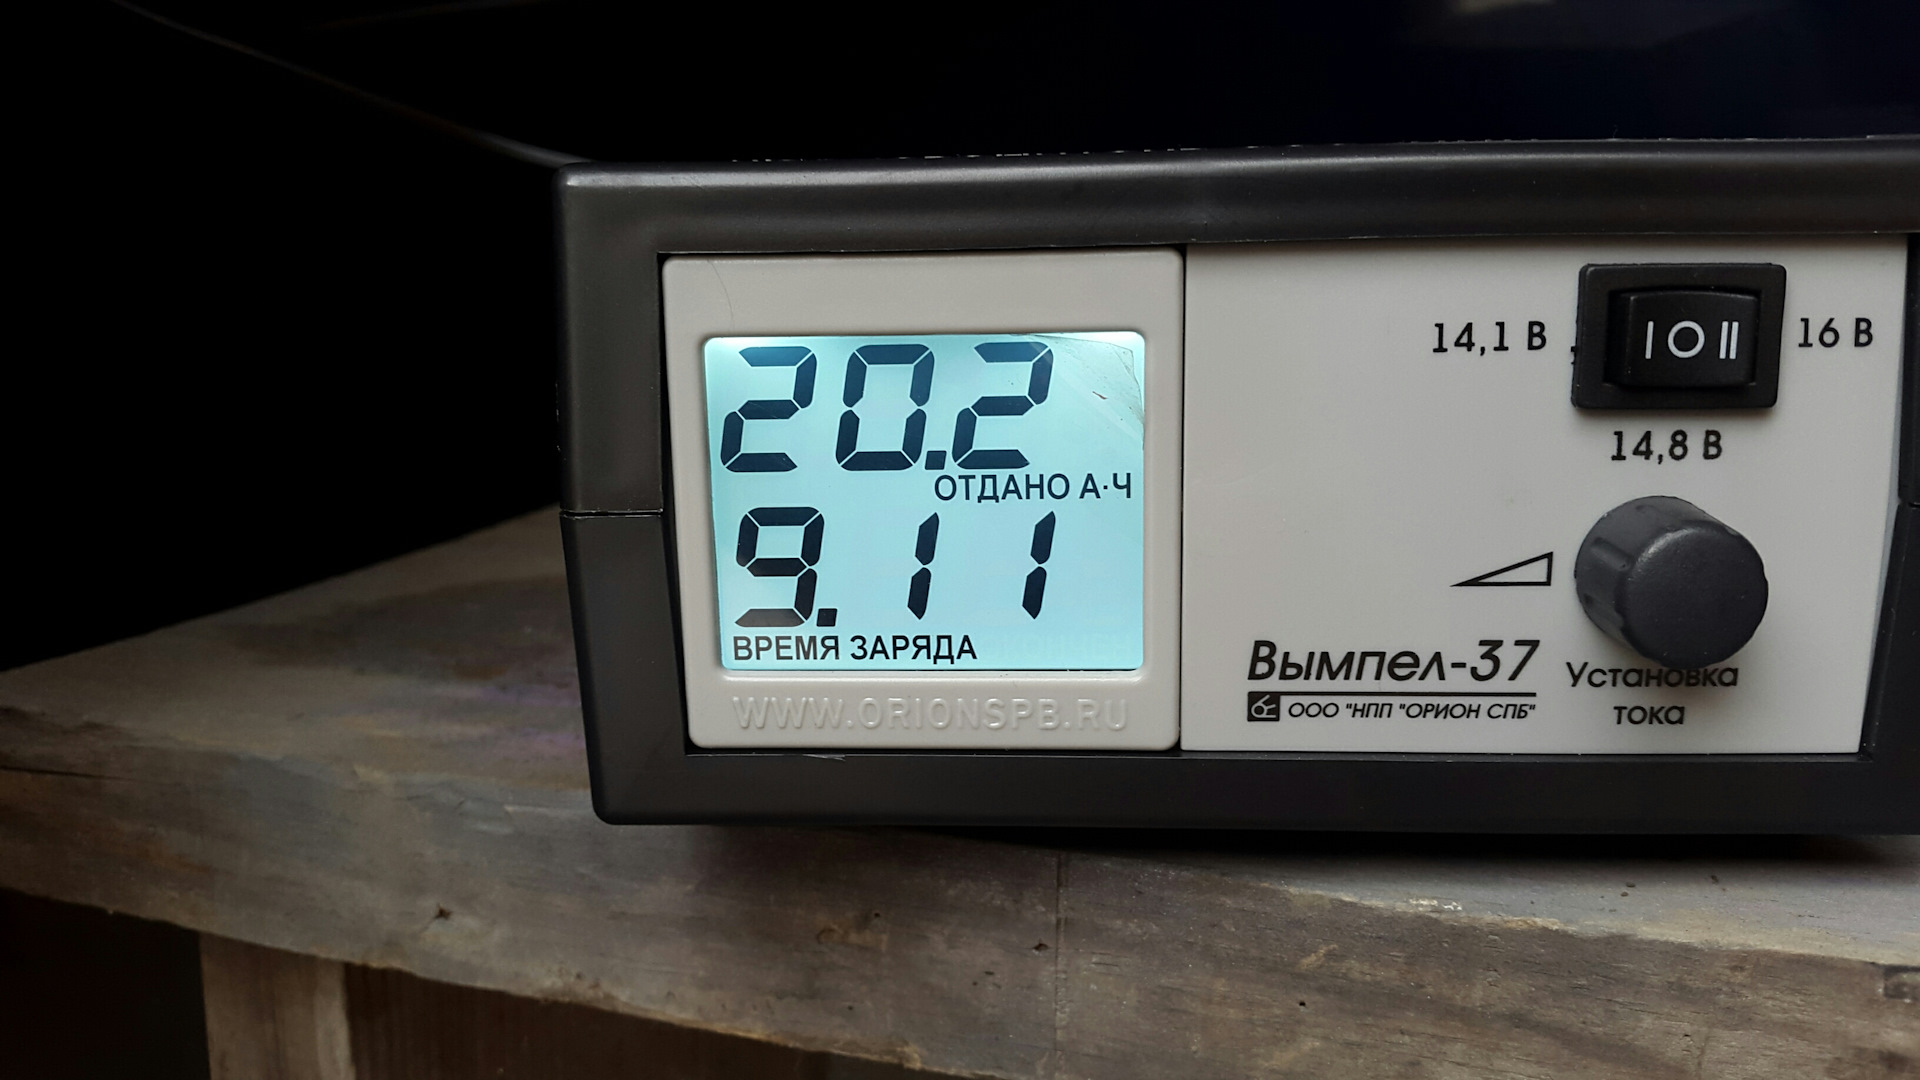 20.2
ОТДАНО А·Ч
9.11
ВРЕМЯ ЗАРЯДА
WWW.ORIONSPB.RU
14,1 В
I O II
16 В
14,8 В
Вымпел-37
ООО "НПП "ОРИОН СПБ"
Установка
тока